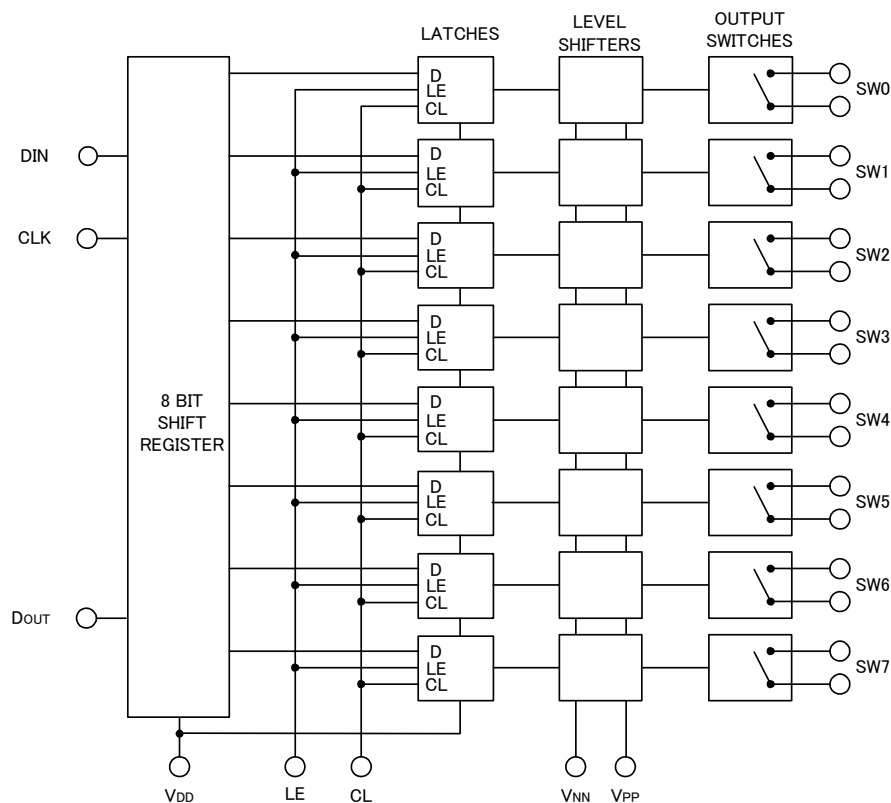 LATCHES
LEVEL
SHIFTERS
OUTPUT
SWITCHES
D
LE
CL
SW0
DIN
D
LE
CL
SW1
CLK
D
LE
CL
SW2
D
LE
CL
SW3
8 BIT
SHIFT
REGISTER
D
LE
CL
SW4
D
LE
CL
SW5
D
LE
CL
SW6
DOUT
D
LE
CL
SW7
VDD
LE
CL
VNN
VPP